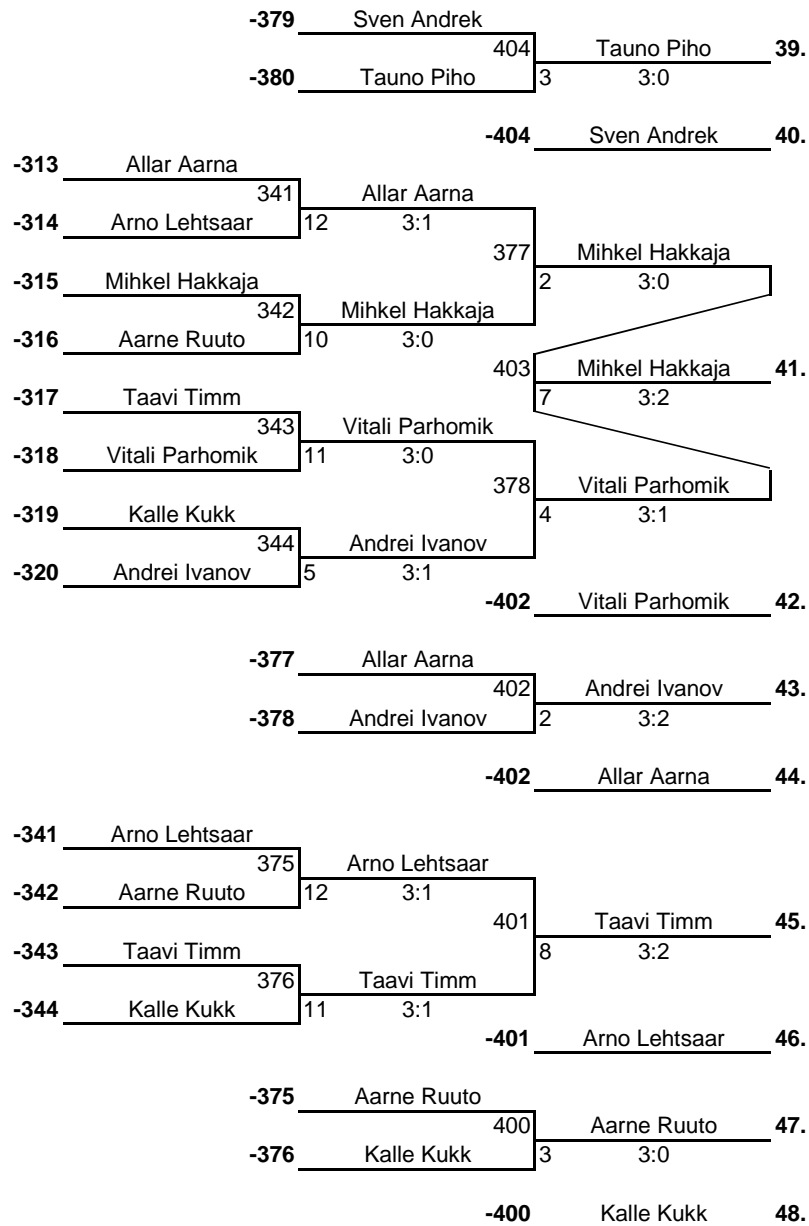 -379 Sven Andrek
404 Tauno Piho 39.
-380 Tauno Piho 3 3:0
-404 Sven Andrek 40.
-313 Allar Aarna
341 Allar Aarna
-314 Arno Lehtsaar 12 3:1
377 Mihkel Hakkaja
-315 Mihkel Hakkaja 2 3:0
342 Mihkel Hakkaja
-316 Aarne Ruuto 10 3:0
403 Mihkel Hakkaja 41.
-317 Taavi Timm 7 3:2
343 Vitali Parhomik
-318 Vitali Parhomik 11 3:0
378 Vitali Parhomik
-319 Kalle Kukk 4 3:1
344 Andrei Ivanov
-320 Andrei Ivanov 5 3:1
-402 Vitali Parhomik 42.
-377 Allar Aarna
402 Andrei Ivanov 43.
-378 Andrei Ivanov 2 3:2
-402 Allar Aarna 44.
-341 Arno Lehtsaar
375 Arno Lehtsaar
-342 Aarne Ruuto 12 3:1
401 Taavi Timm 45.
-343 Taavi Timm 8 3:2
376 Taavi Timm
-344 Kalle Kukk 11 3:1
-401 Arno Lehtsaar 46.
-375 Aarne Ruuto
400 Aarne Ruuto 47.
-376 Kalle Kukk 3 3:0
-400 Kalle Kukk 48.